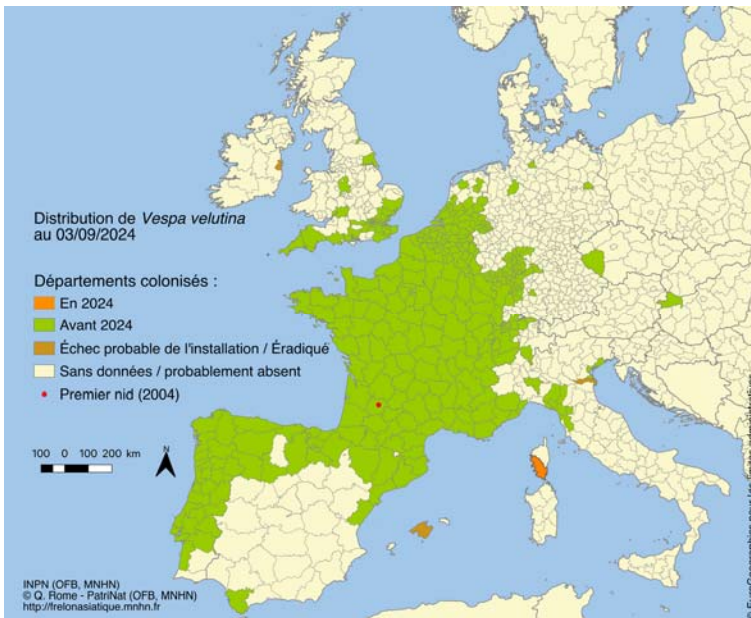 Distribution de Vespa velutina
au 03/09/2024
Départements colonisés :
En 2024
Avant 2024
Échec probable de l'installation / Éradiqué
Sans données / probablement absent
Premier nid (2004)
100 0 100 200 km
N
INPN (OFB, MNHN)
© Q. Rome - PatriNat (OFB, MNHN)
http://frelonasiatique.mnhn.fr